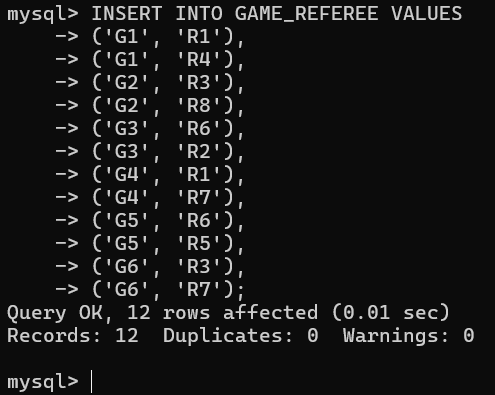 mysql> INSERT INTO GAME_REFEREE VALUES
    -> ('G1', 'R1'),
    -> ('G1', 'R4'),
    -> ('G2', 'R3'),
    -> ('G2', 'R8'),
    -> ('G3', 'R6'),
    -> ('G3', 'R2'),
    -> ('G4', 'R1'),
    -> ('G4', 'R7'),
    -> ('G5', 'R6'),
    -> ('G5', 'R5'),
    -> ('G6', 'R3'),
    -> ('G6', 'R7');
Query OK, 12 rows affected (0.01 sec)
Records: 12  Duplicates: 0  Warnings: 0

mysql>